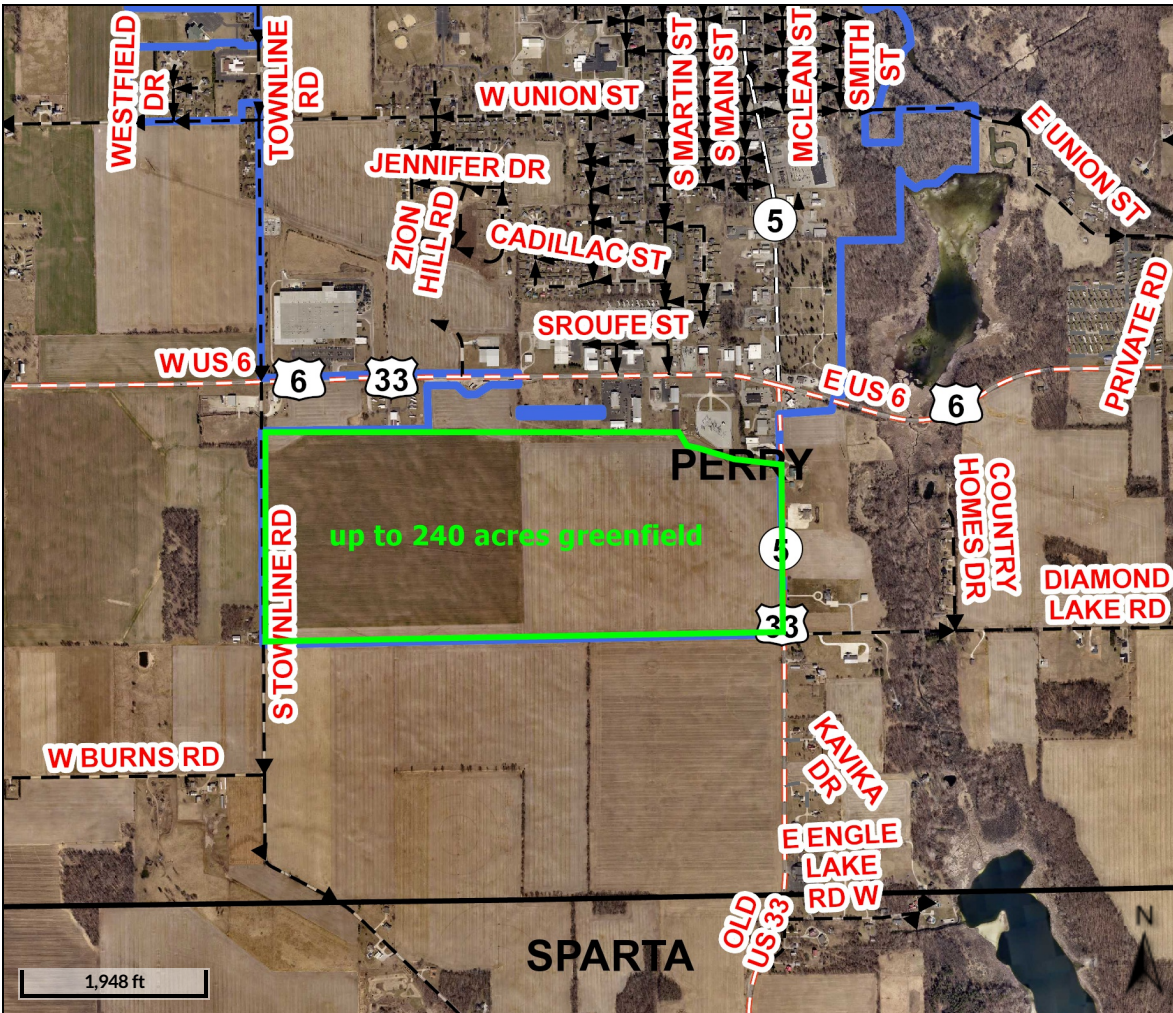 WESTFIELD
DR
TOWNLINE
RD
W UNION ST
S MARTIN ST
S MAIN ST
MCLEAN ST
SMITH
ST
E UNION ST
JENNIFER DR
ZION
HILL RD
CADILLAC ST
5
SROUFE ST
PRIVATE RD
W US 6
6
33
E US 6
6
PERRY
COUNTRY
HOMES DR
up to 240 acres greenfield
5
S TOWNLINE RD
DIAMOND
LAKE RD
33
W BURNS RD
KAVIKA
DR
E ENGLE
LAKE
RD W
OLD
US 33
SPARTA
N
1,948 ft